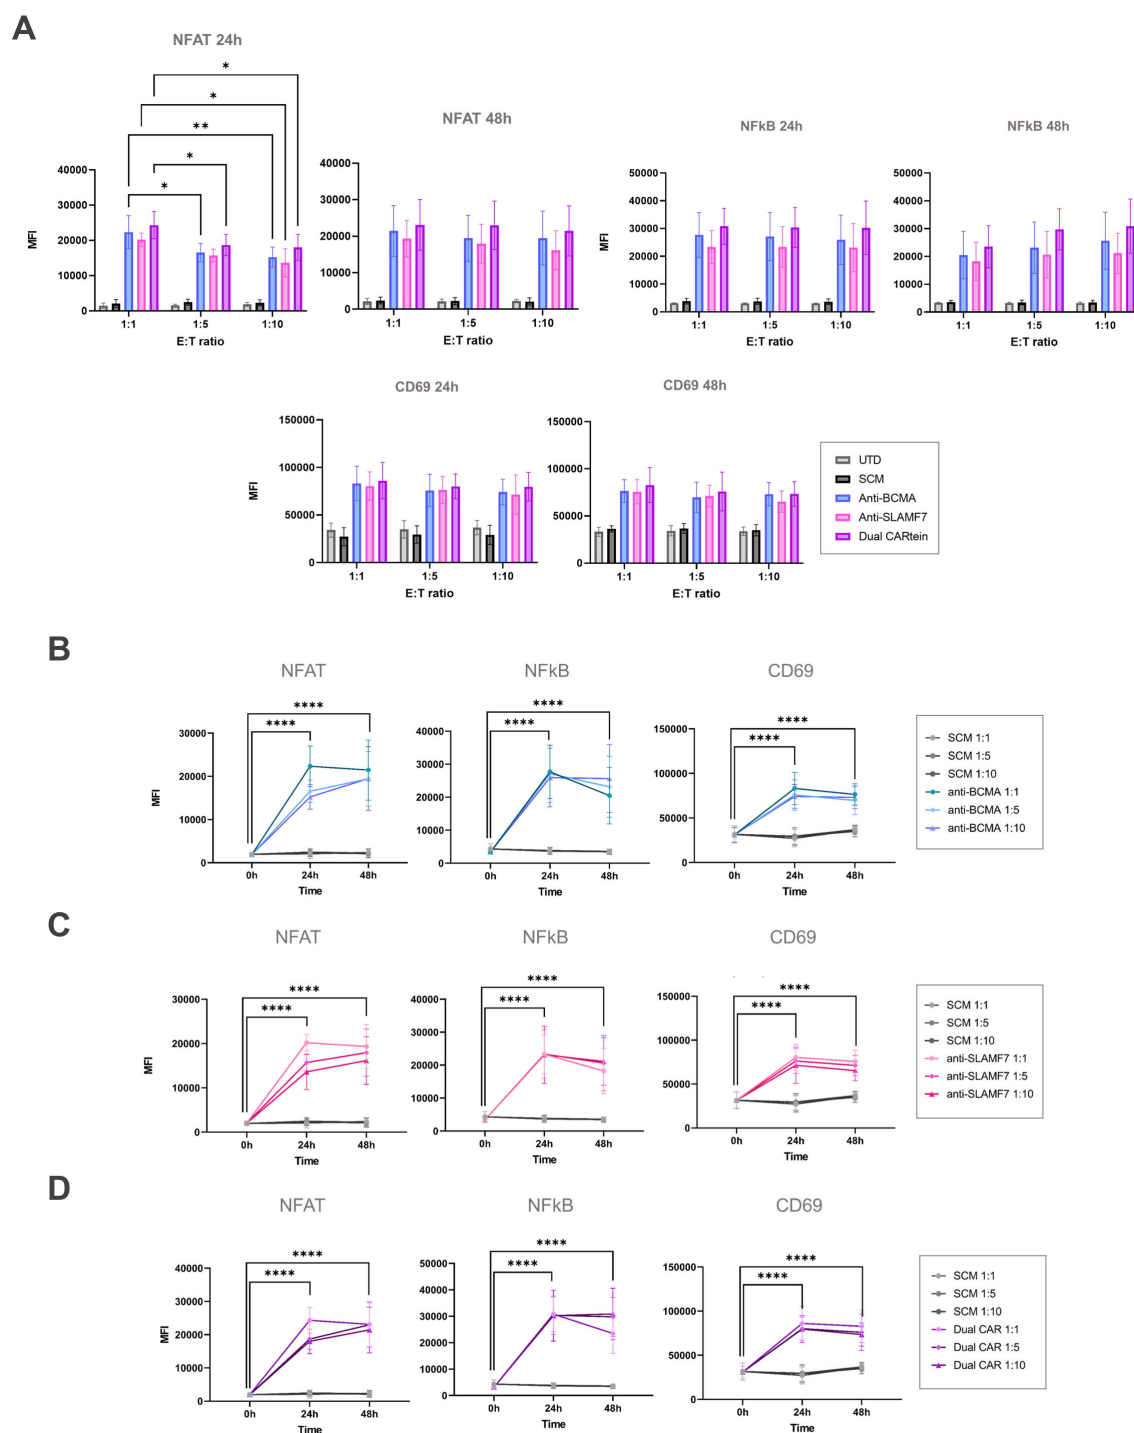 A
NFAT 24h
*
*
**
*
*
40000
30000
20000
10000
0
MFI
1:1 1:5 1:10
E:T ratio
NFAT 48h
40000
30000
20000
10000
0
1:1 1:5 1:10
E:T ratio
NFkB 24h
50000
40000
30000
20000
10000
0
MFI
1:1 1:5 1:10
E:T ratio
NFkB 48h
50000
40000
30000
20000
10000
0
1:1 1:5 1:10
E:T ratio
CD69 24h
150000
100000
50000
0
MFI
1:1 1:5 1:10
E:T ratio
CD69 48h
150000
100000
50000
0
1:1 1:5 1:10
E:T ratio
UTD
SCM
Anti-BCMA
Anti-SLAMF7
Dual CARtein
B
NFAT
****
****
30000
20000
10000
0
MFI
0h 24h 48h
Time
NFkB
****
****
40000
30000
20000
10000
0
0h 24h 48h
Time
CD69
****
****
150000
100000
50000
0
0h 24h 48h
Time
SCM 1:1
SCM 1:5
SCM 1:10
anti-BCMA 1:1
anti-BCMA 1:5
anti-BCMA 1:10
C
NFAT
****
****
30000
20000
10000
0
MFI
0h 24h 48h
Time
NFkB
****
****
40000
30000
20000
10000
0
0h 24h 48h
Time
CD69
****
****
150000
100000
50000
0
0h 24h 48h
Time
SCM 1:1
SCM 1:5
SCM 1:10
anti-SLAMF7 1:1
anti-SLAMF7 1:5
anti-SLAMF7 1:10
D
NFAT
****
****
40000
30000
20000
10000
0
MFI
0h 24h 48h
Time
NFkB
****
****
50000
40000
30000
20000
10000
0
0h 24h 48h
Time
CD69
****
****
150000
100000
50000
0
0h 24h 48h
Time
SCM 1:1
SCM 1:5
SCM 1:10
Dual CAR 1:1
Dual CAR 1:5
Dual CAR 1:10